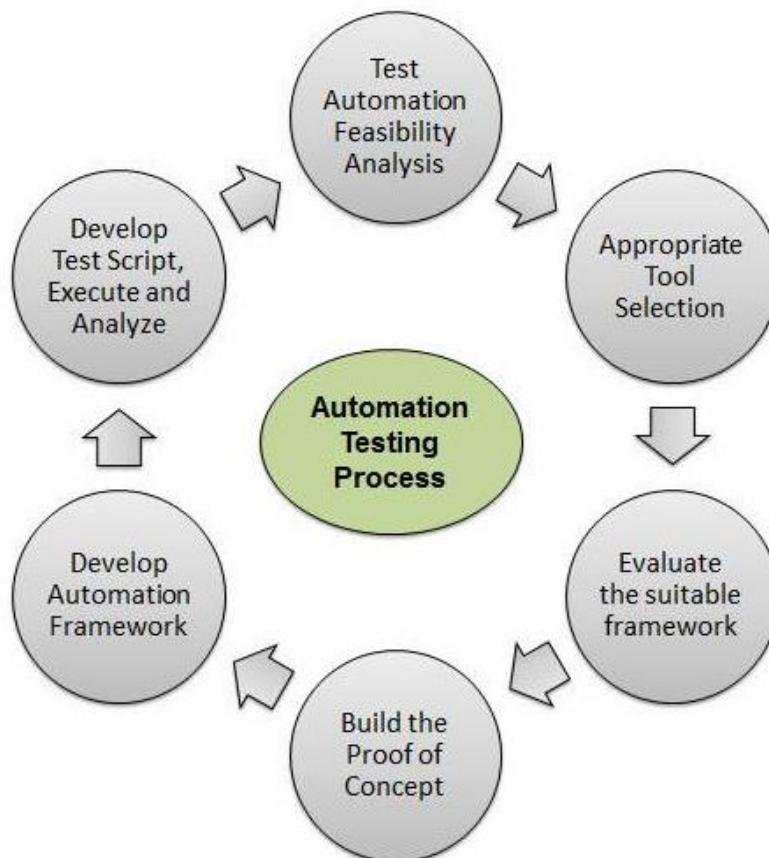 Test
Automation
Feasibility
Analysis
Appropriate
Tool
Selection
Evaluate
the suitable
framework
Build the
Proof of
Concept
Develop
Automation
Framework
Develop
Test Script,
Execute and
Analyze
Automation
Testing
Process